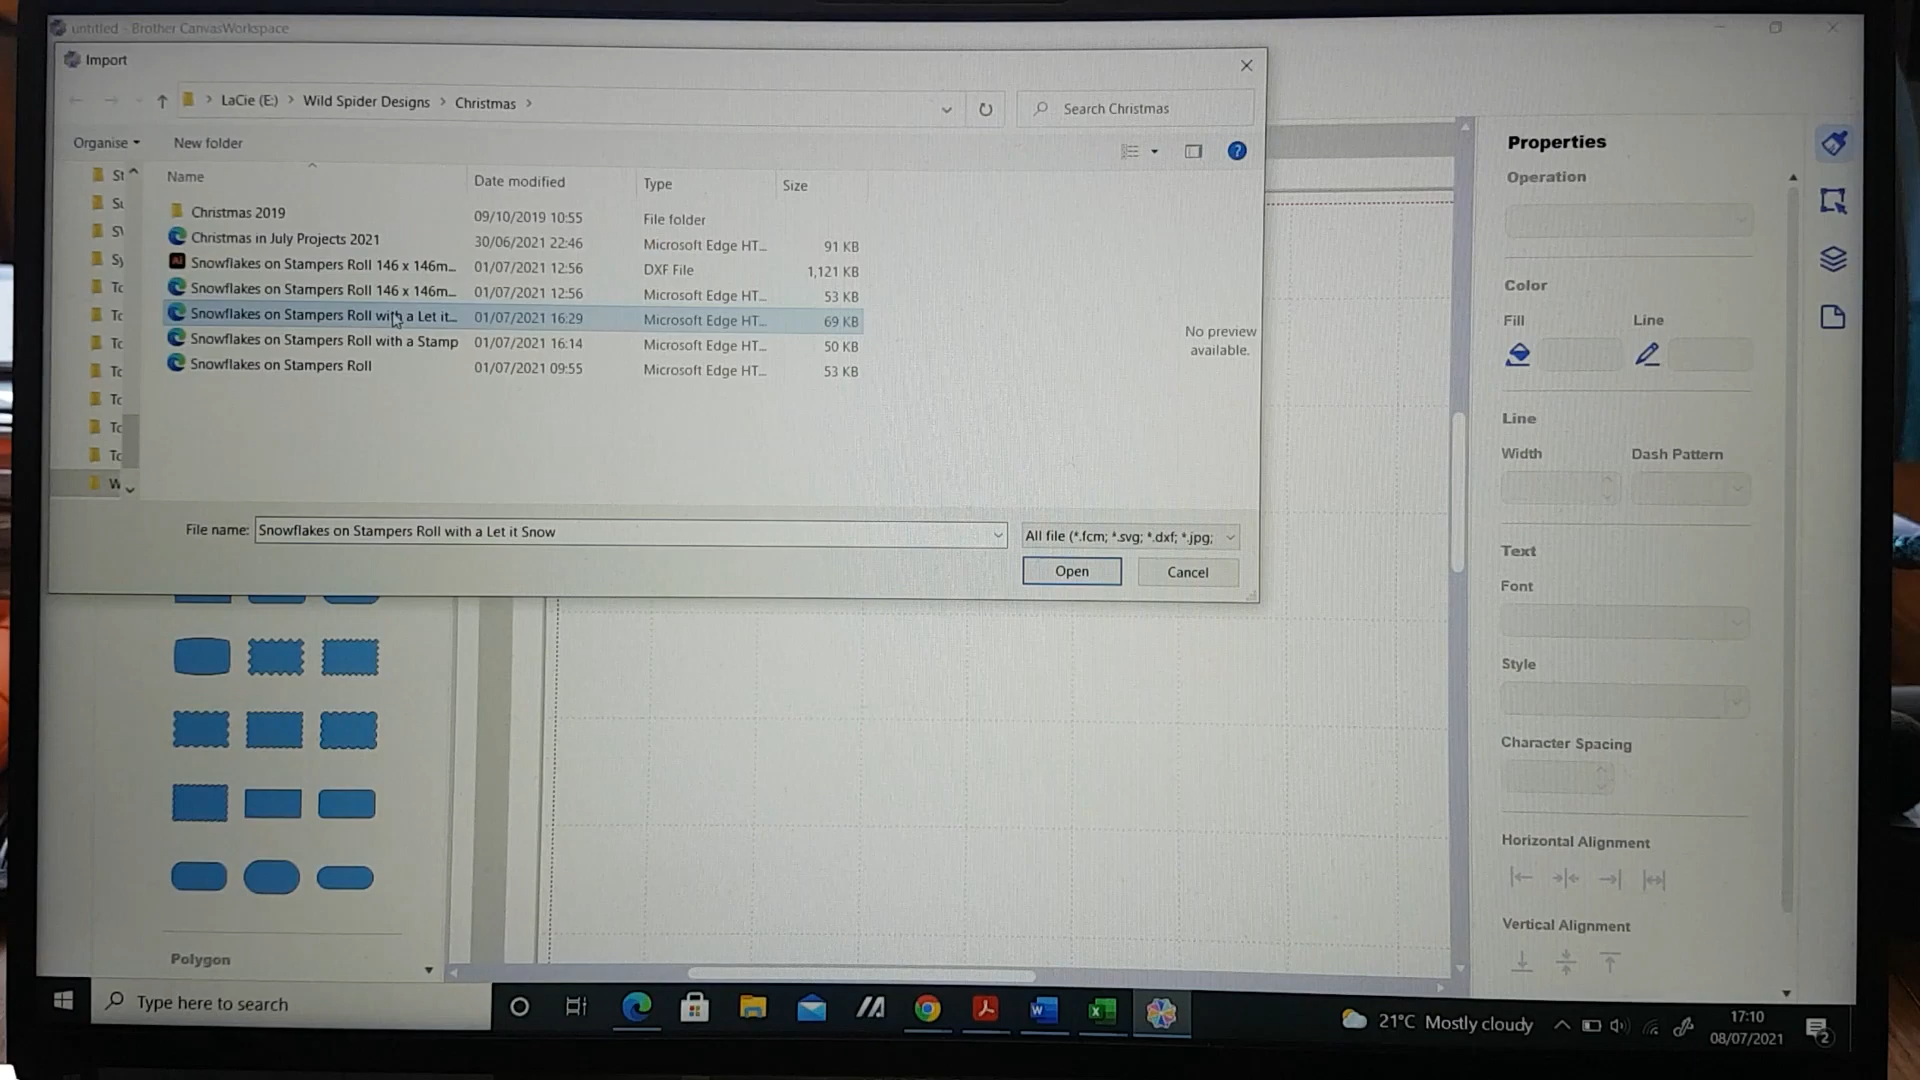 untitled - Brother CanvasWorkspace
Import
LaCie (E:) > Wild Spider Designs > Christmas >
Search Christmas
Organise
New folder
Name
Date modified
Type
Size
Christmas 2019 09/10/2019 10:55 File folder
Christmas in July Projects 2021 30/06/2021 22:46 Microsoft Edge HT... 91 KB
Snowflakes on Stampers Roll 146 x 146m... 01/07/2021 12:56 DXF File 1,121 KB
Snowflakes on Stampers Roll 146 x 146m... 01/07/2021 12:56 Microsoft Edge HT... 53 KB
Snowflakes on Stampers Roll with a Let it... 01/07/2021 16:29 Microsoft Edge HT... 69 KB
Snowflakes on Stampers Roll with a Stamp 01/07/2021 16:14 Microsoft Edge HT... 50 KB
Snowflakes on Stampers Roll 01/07/2021 09:55 Microsoft Edge HT... 53 KB
No preview
available.
File name: Snowflakes on Stampers Roll with a Let it Snow
All file (*.fcm; *.svg; *.dxf; *.jpg;
Open
Cancel
Polygon
Properties
Operation
Color
Fill
Line
Line
Width
Dash Pattern
Text
Font
Style
Character Spacing
Horizontal Alignment
Vertical Alignment
Type here to search
21°C Mostly cloudy
17:10
08/07/2021
2